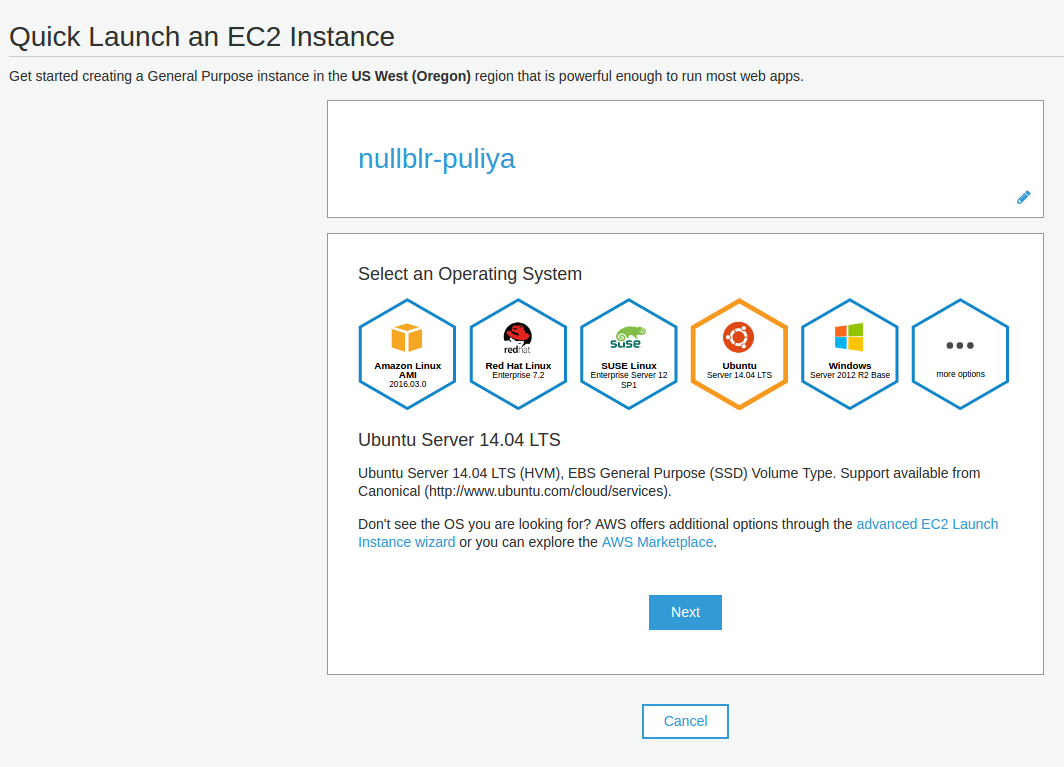 Quick Launch an EC2 Instance
Get started creating a General Purpose instance in the US West (Oregon) region that is powerful enough to run most web apps.
nullblr-puliya
Select an Operating System
Amazon Linux
AMI
2016.03.0
redhat
Red Hat Linux
Enterprise 7.2
SUSE
SUSE Linux
Enterprise Server 12
SP1
Ubuntu
Server 14.04 LTS
Windows
Server 2012 R2 Base
more options
Ubuntu Server 14.04 LTS
Ubuntu Server 14.04 LTS (HVM), EBS General Purpose (SSD) Volume Type. Support available from
Canonical (http://www.ubuntu.com/cloud/services).
Don't see the OS you are looking for? AWS offers additional options through the advanced EC2 Launch
Instance wizard or you can explore the AWS Marketplace.
Next
Cancel